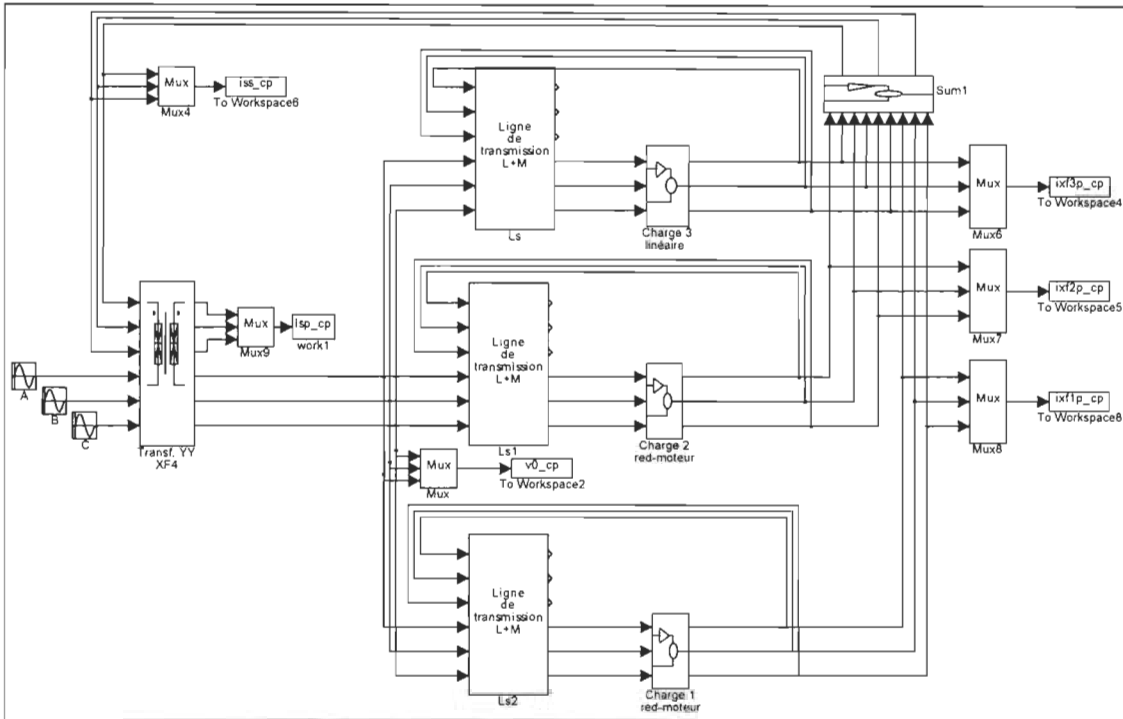 Mux
Mux4
iss_cp
To Workspace6
Ligne
de
transmission
L+M
Ls
Charge 3
linéaire
Sum1
Mux
Mux6
ixf3p_cp
To Workspace4
A
B
C
Transf. YY
XF4
Mux
Mux9
isp_cp
work1
Ligne
de
transmission
L+M
Ls1
Charge 2
red-moteur
Mux
Mux7
ixf2p_cp
To Workspace5
Mux
Mux
v0_cp
To Workspace2
Mux
Mux8
ixf1p_cp
To Workspace8
Ligne
de
transmission
L+M
Ls2
Charge 1
red-moteur